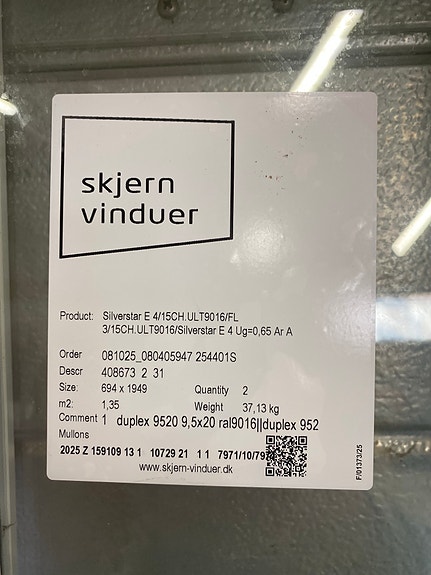 skjern
vinduer
Product: Silverstar E 4/15CH.ULT9016/FL
3/15CH.ULT9016/Silverstar E 4 Ug=0,65 Ar A
Order 081025_080405947 254401S
Descr 408673 2 31
Size: 694 x 1949 Quantity 2
m2: 1,35 Weight 37,13 kg
Comment 1 duplex 9520 9,5x20 ral9016||duplex 952
Mullons
2025 Z 159109 13 1 10729 21 1 1 7971/10/79
www.skjern-vinduer.dk
F/01373/25